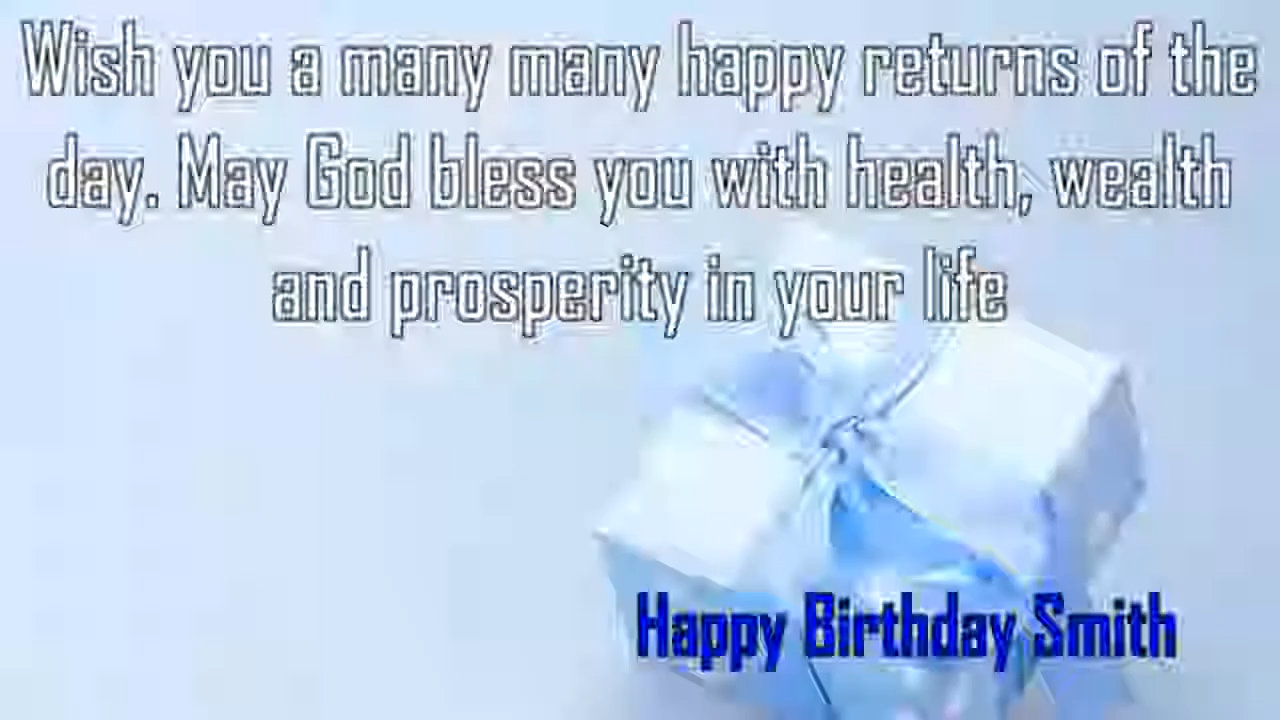 Wish you a many many happy returns of the
day. May God bless you with health, wealth
and prosperity in your life
Happy Birthday Smith